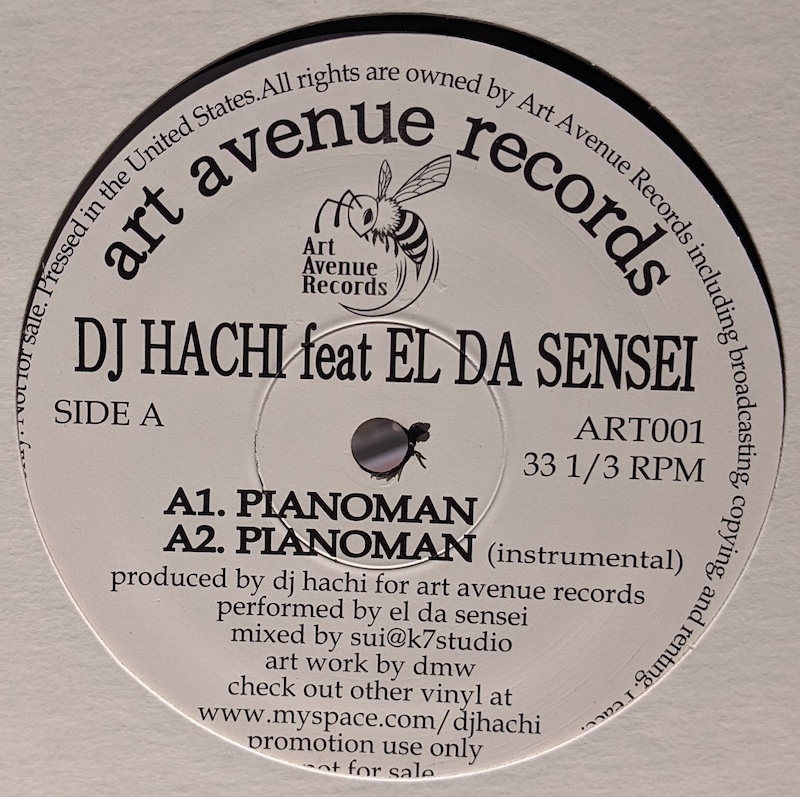 Not for sale. Pressed in the United States.All rights are owned by Art Avenue Records including broadcasting, copying, and renting. Peace.
art avenue records
Art
Avenue
Records
DJ HACHI feat EL DA SENSEI
SIDE A
ART001
33 1/3 RPM
A1. PIANOMAN
A2. PIANOMAN (instrumental)
produced by dj hachi for art avenue records
performed by el da sensei
mixed by sui@k7studio
art work by dmw
check out other vinyl at
www.myspace.com/djhachi
promotion use only
not for sale